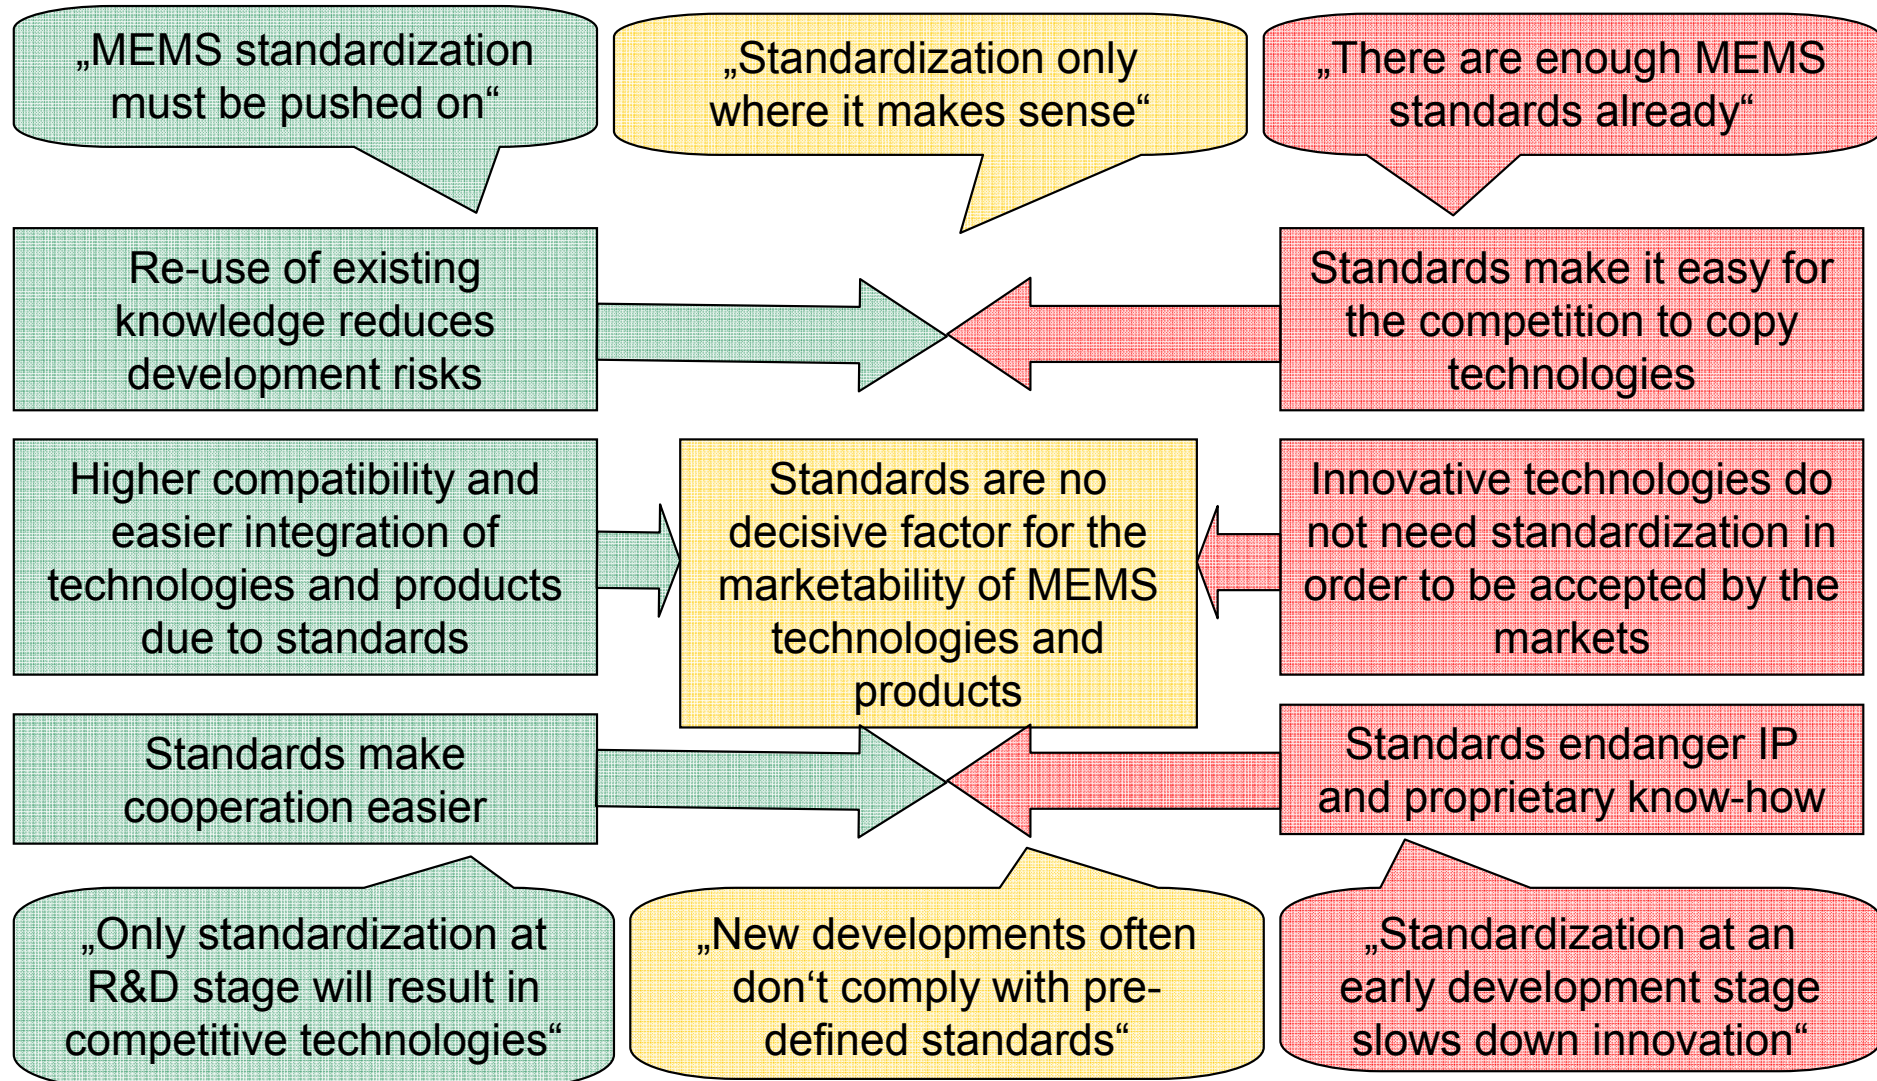 „MEMS standardization
must be pushed on“
„Standardization only
where it makes sense“
„There are enough MEMS
standards already“
Re-use of existing
knowledge reduces
development risks
Standards make it easy for
the competition to copy
technologies
Higher compatibility and
easier integration of
technologies and products
due to standards
Standards are no
decisive factor for the
marketability of MEMS
technologies and
products
Innovative technologies do
not need standardization in
order to be accepted by the
markets
Standards make
cooperation easier
Standards endanger IP
and proprietary know-how
„Only standardization at
R&D stage will result in
competitive technologies“
„New developments often
don‘t comply with pre-
defined standards“
„Standardization at an
early development stage
slows down innovation“